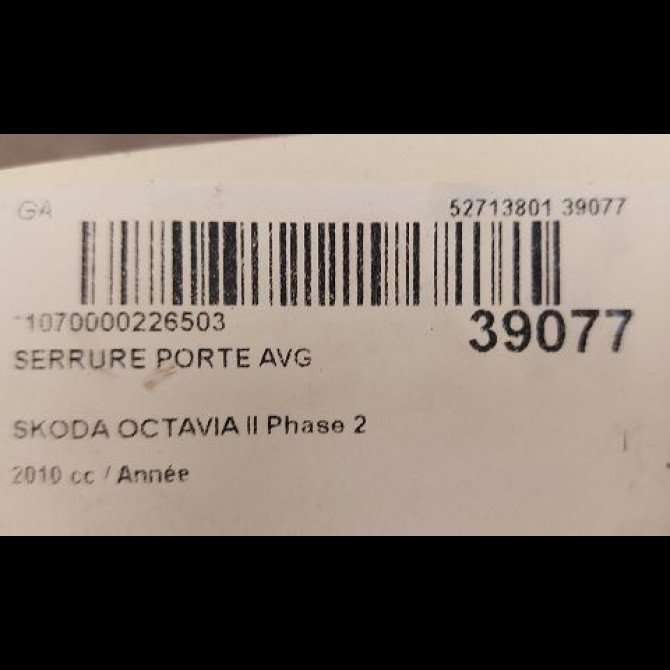 GA 52713801 39077
1070000226503 39077
SERRURE PORTE AVG
SKODA OCTAVIA II Phase 2
2010 cc / Année